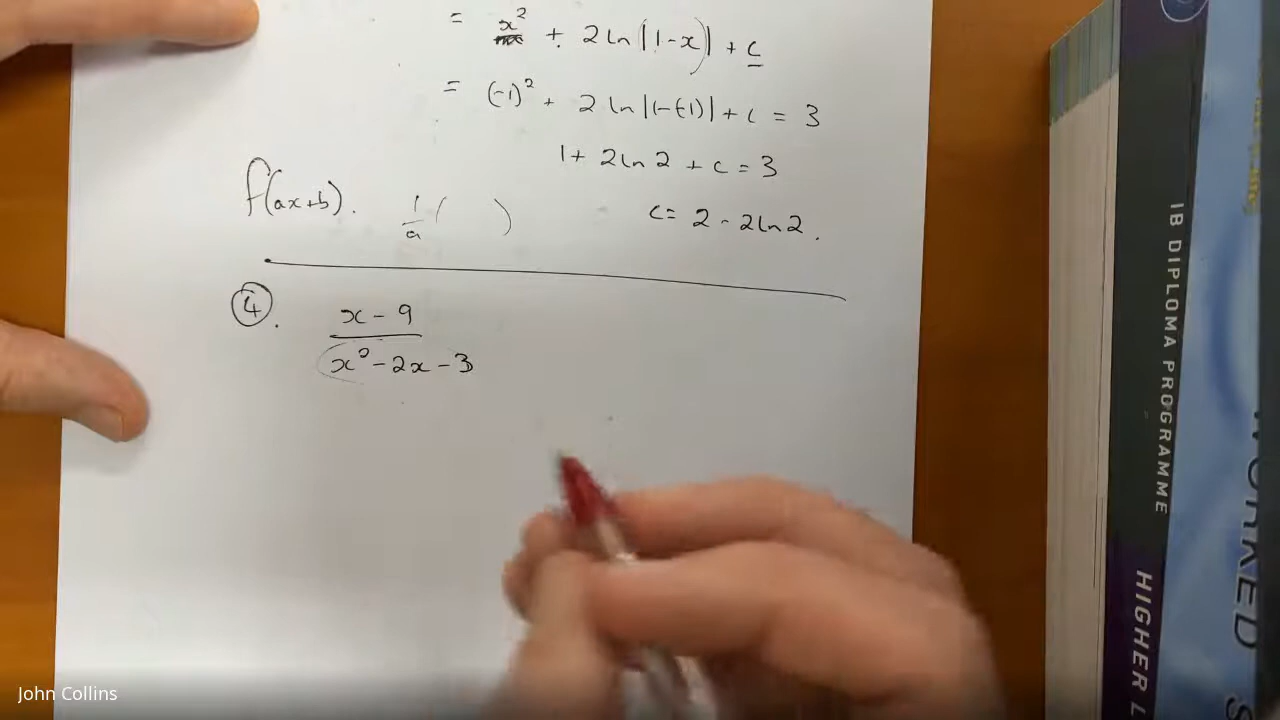 = x² + 2ln|1-x| + c
= (-1)² + 2ln|1-(-1)| + c = 3
1 + 2ln2 + c = 3
f(ax+b). 1/a ( )
c = 2 - 2ln2.
④. x - 9
x² - 2x - 3
IB DIPLOMA PROGRAMME
HIGHER L
WORKED S
John Collins